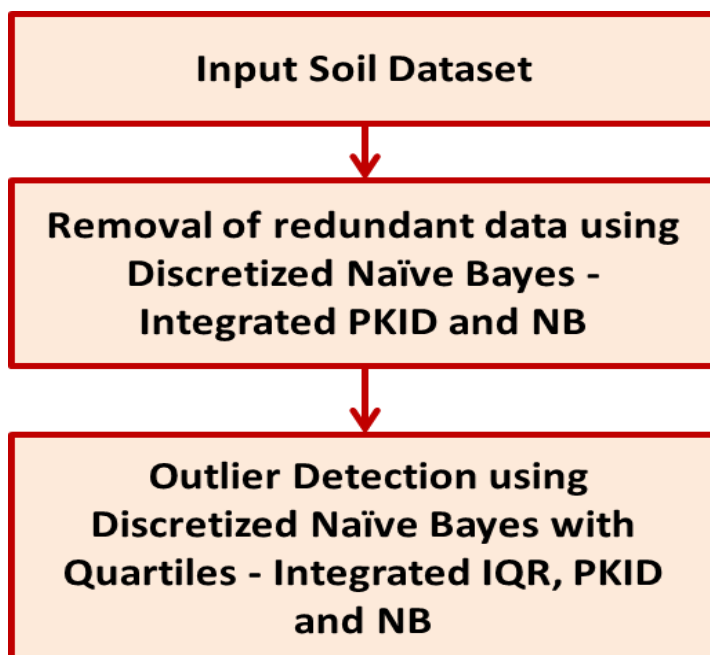 Input Soil Dataset
Removal of redundant data using
Discretized Naïve Bayes -
Integrated PKID and NB
Outlier Detection using
Discretized Naïve Bayes with
Quartiles - Integrated IQR, PKID
and NB